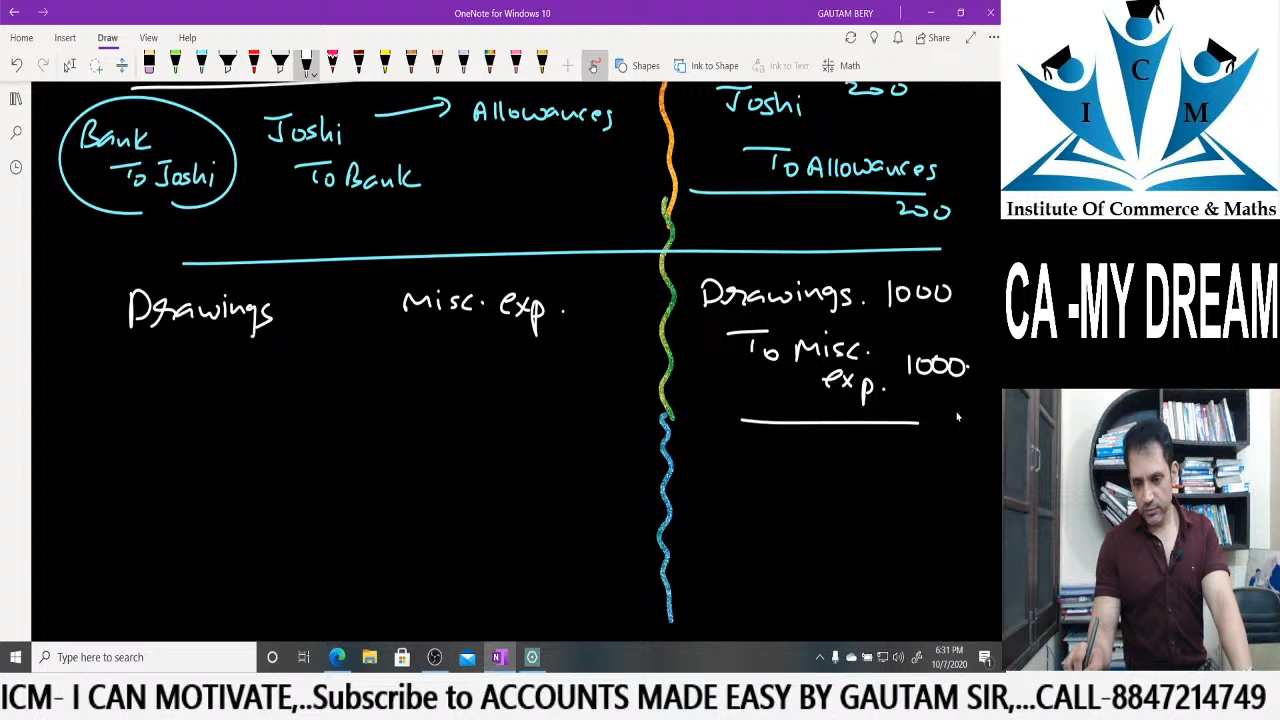 OneNote for Windows 10
GAUTAM BERY
Home Insert Draw View Help
Share
Shapes Ink to Shape Ink to Text Math
Bank
To Joshi
Joshi
To Bank
Allowances
Joshi 200
To Allowances
200
Drawings
Misc. exp.
Drawings. 1000
To Misc.
exp. 1000.
I C M
Institute Of Commerce & Maths
CA -MY DREAM
Type here to search
6:31 PM
10/7/2020
ICM- I CAN MOTIVATE,..Subscribe to ACCOUNTS MADE EASY BY GAUTAM SIR,...CALL-8847214749